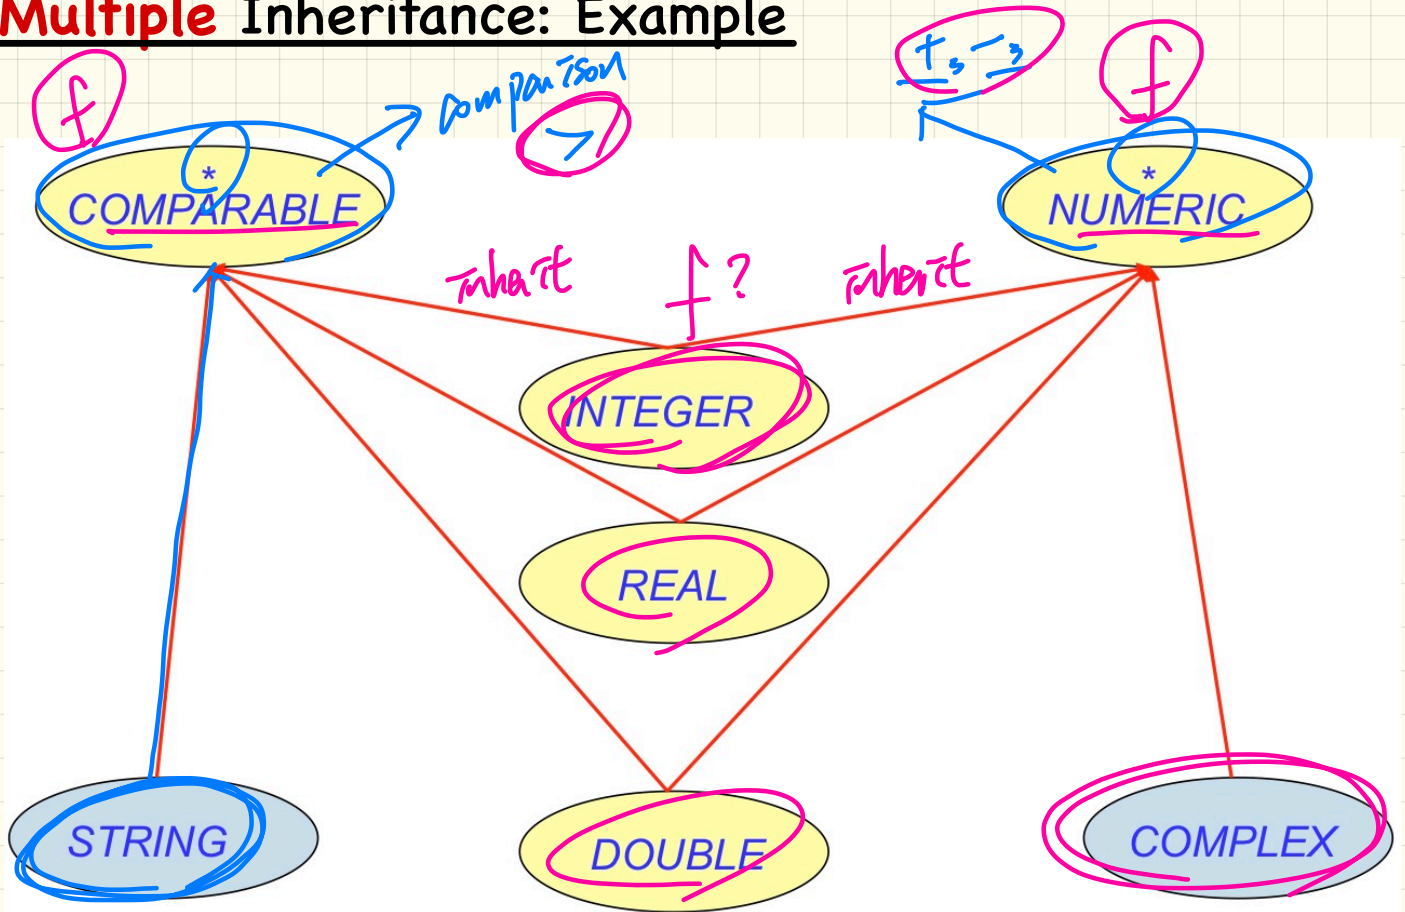 Multiple Inheritance: Example
f
comparison
+, -,
f
*
COMPARABLE
*
NUMERIC
inherit
f?
inherit
INTEGER
REAL
STRING
DOUBLE
COMPLEX